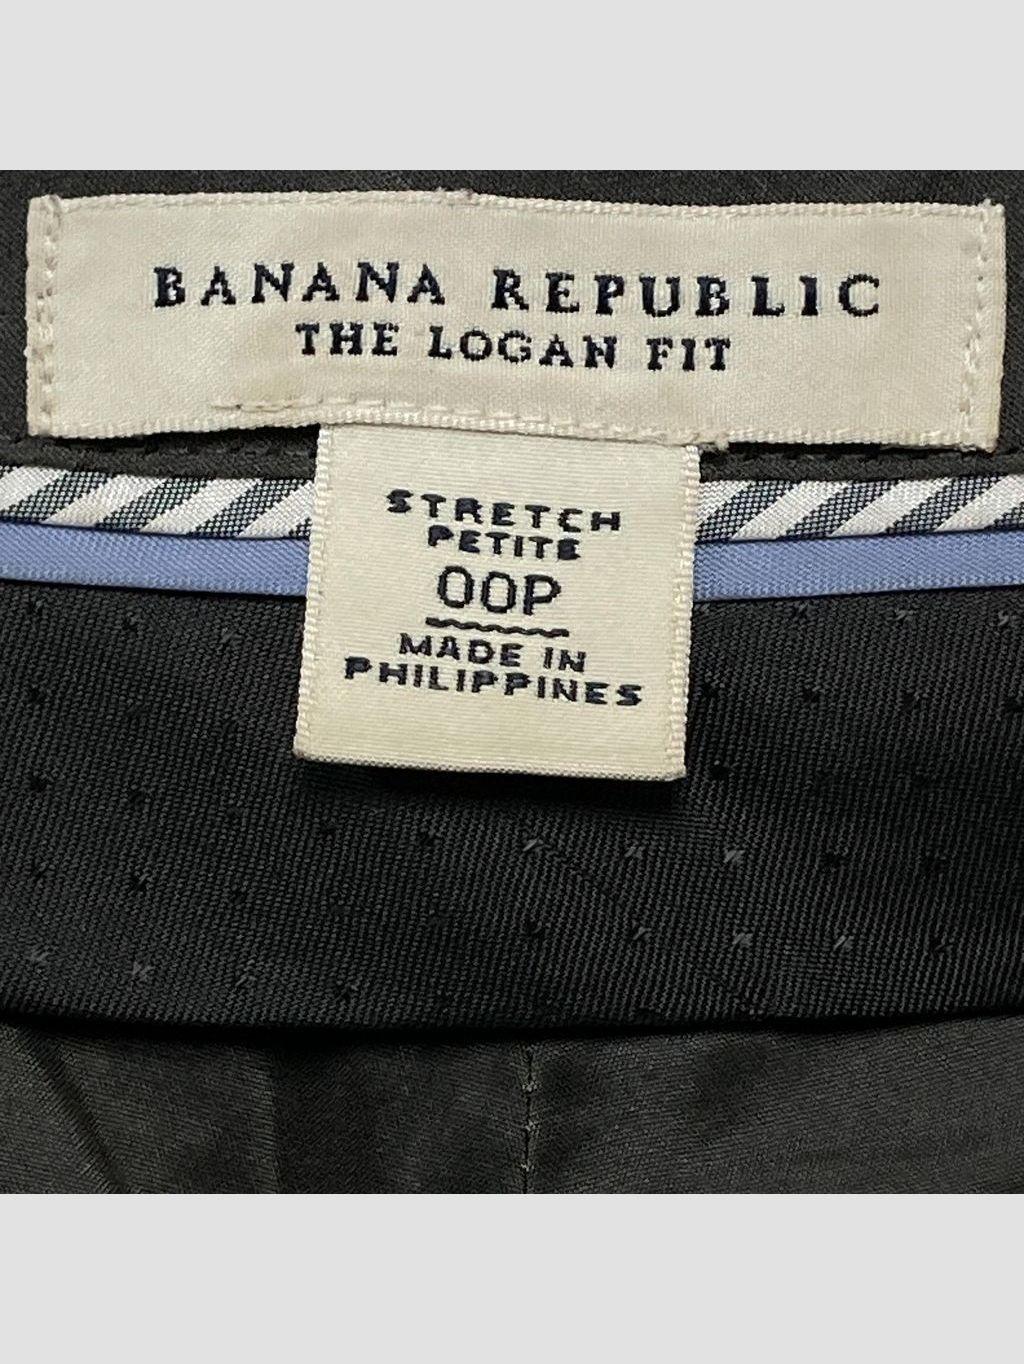 BANANA REPUBLIC
THE LOGAN FIT
STRETCH
PETITE
00P
MADE IN
PHILIPPINES